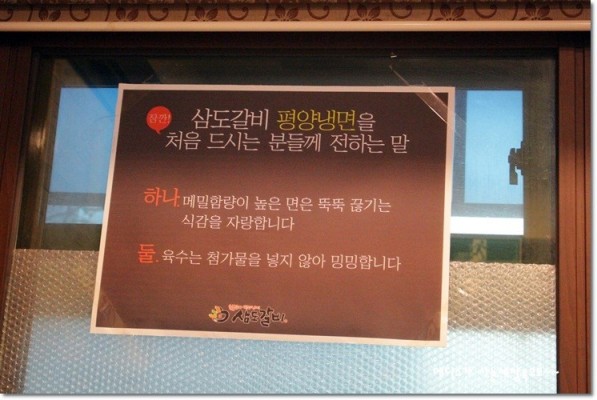 잠깐!
삼도갈비 평양냉면을
처음 드시는 분들께 전하는 말
하나. 메밀함량이 높은 면은 뚝뚝 끊기는
식감을 자랑합니다
둘. 육수는 첨가물을 넣지 않아 밍밍합니다
삼도갈비